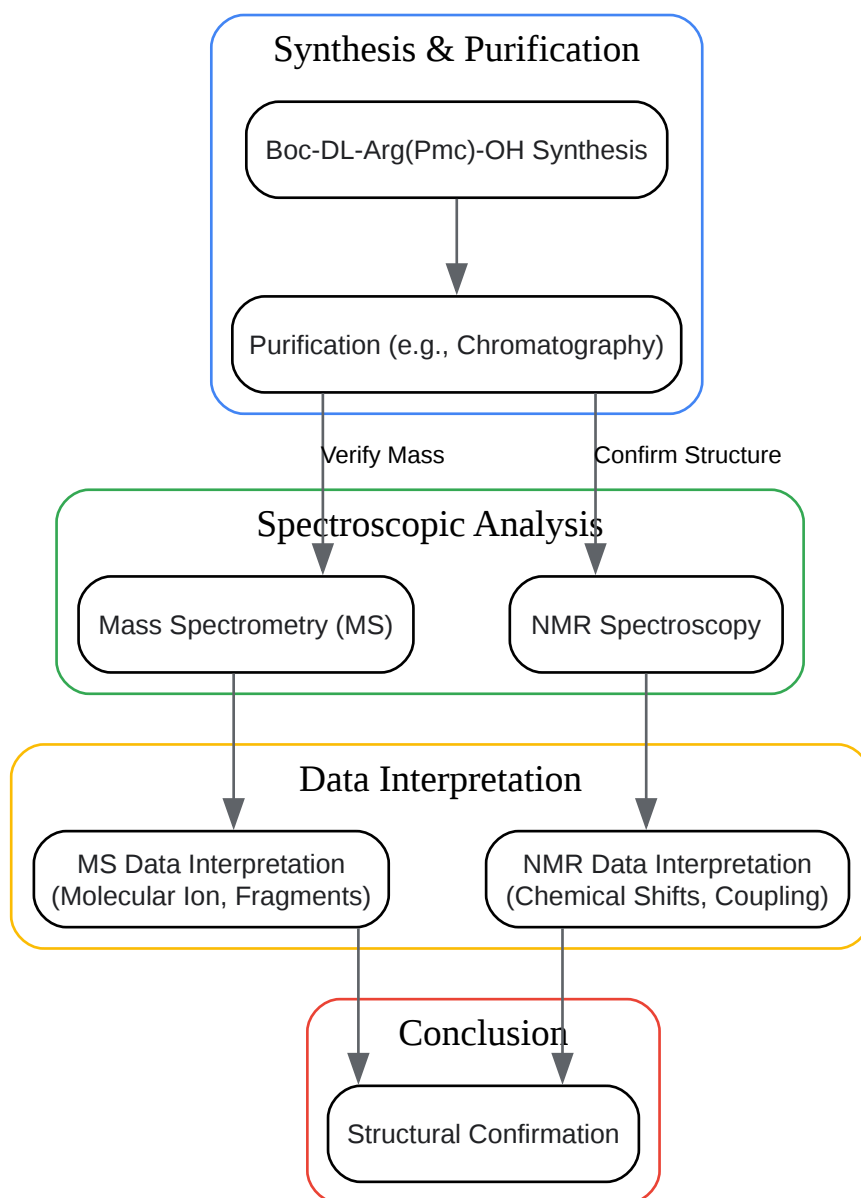 Synthesis & Purification
Boc-DL-Arg(Pmc)-OH Synthesis
Purification (e.g., Chromatography)
Verify Mass
Confirm Structure
Spectroscopic Analysis
Mass Spectrometry (MS)
NMR Spectroscopy
Data Interpretation
MS Data Interpretation
(Molecular Ion, Fragments)
NMR Data Interpretation
(Chemical Shifts, Coupling)
Conclusion
Structural Confirmation